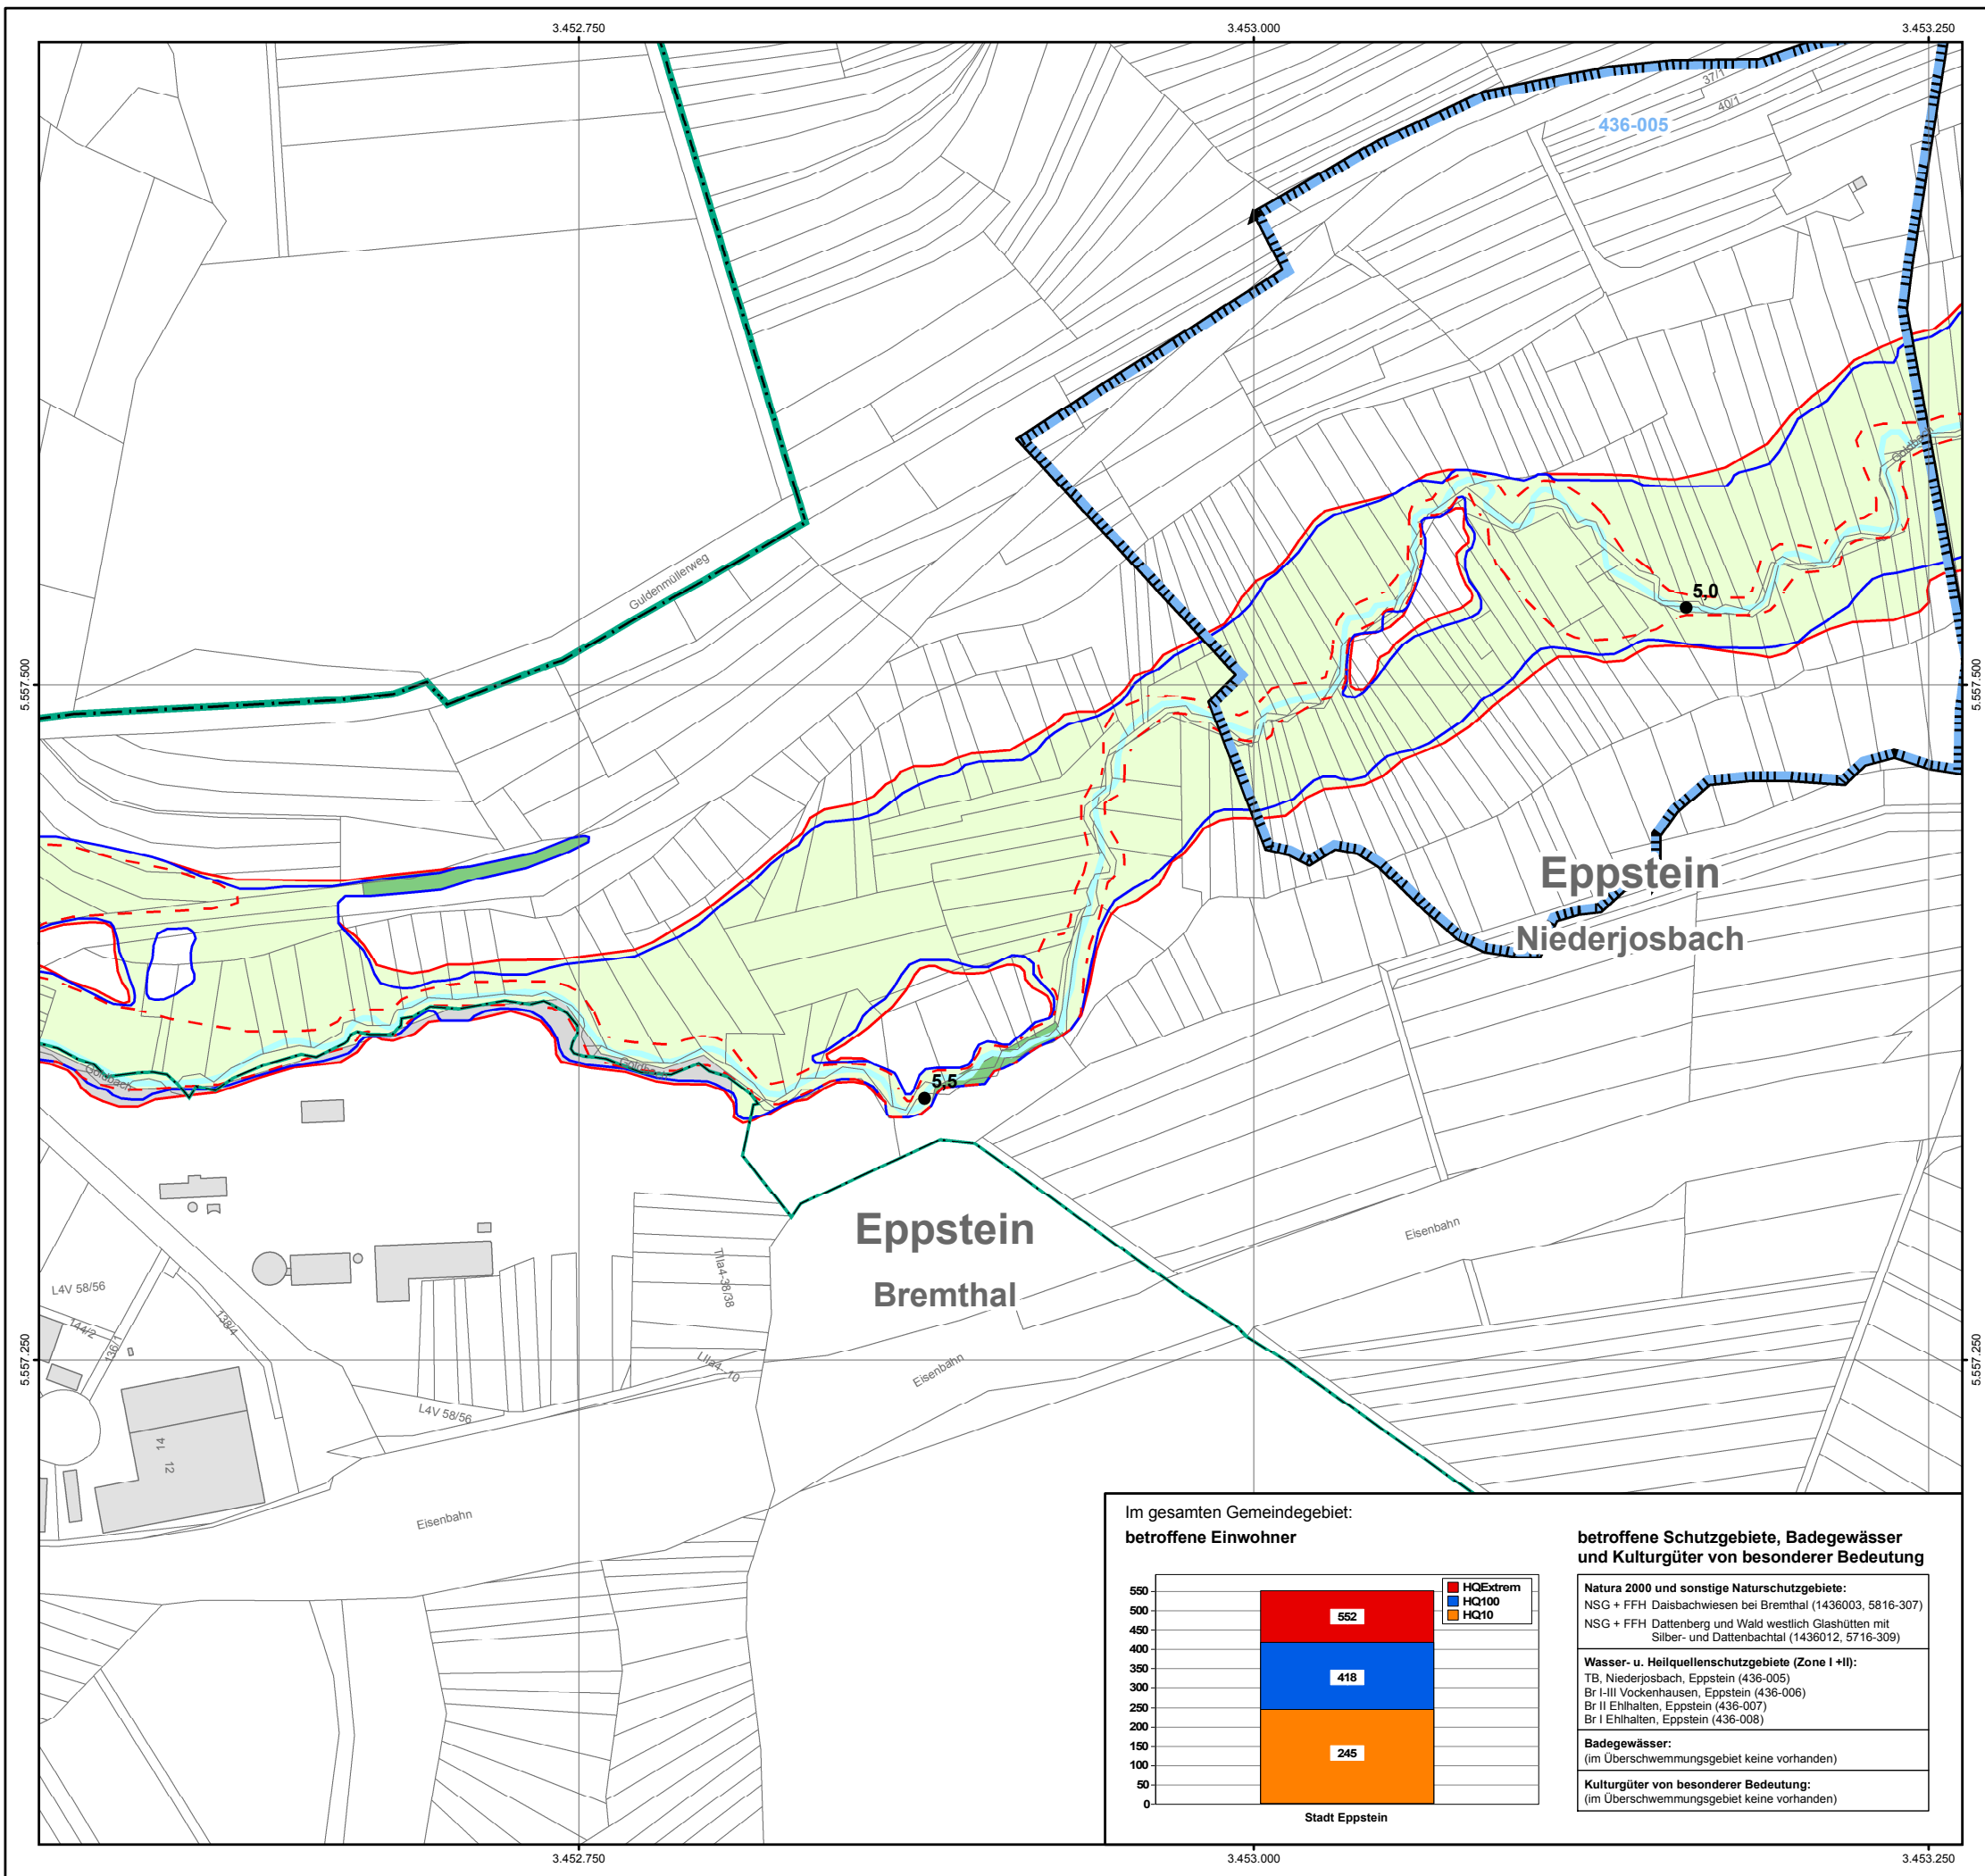 3.452.750
3.453.000
3.453.250
37/1
40/1
436-005
Goldbach
Guldenmüllerweg
5,0
5.557.500
5.557.500
Eppstein
Niederjosbach
Goldbach
Goldbach
5,5
Eppstein
Bremthal
Eisenbahn
L4V 58/56
144/2
136/1
138/4
Eisenbahn
L4V 58/56
5.557.250
5.557.250
14
12
Eisenbahn
Im gesamten Gemeindegebiet:
betroffene Einwohner
550
500
450
400
350
300
250
200
150
100
50
0
HQExtrem
HQ100
HQ10
552
418
245
Stadt Eppstein
betroffene Schutzgebiete, Badegewässer
und Kulturgüter von besonderer Bedeutung
Natura 2000 und sonstige Naturschutzgebiete:
NSG + FFH Daisbachwiesen bei Bremthal (1436003, 5816-307)
NSG + FFH Dattenberg und Wald westlich Glashütten mit
Silber- und Dattenbachtal (1436012, 5716-309)
Wasser- u. Heilquellenschutzgebiete (Zone I +II):
TB, Niederjosbach, Eppstein (436-005)
Br I-III Vockenhausen, Eppstein (436-006)
Br II Ehlhalten, Eppstein (436-007)
Br I Ehlhalten, Eppstein (436-008)
Badegewässer:
(im Überschwemmungsgebiet keine vorhanden)
Kulturgüter von besonderer Bedeutung:
(im Überschwemmungsgebiet keine vorhanden)
3.452.750
3.453.000
3.453.250